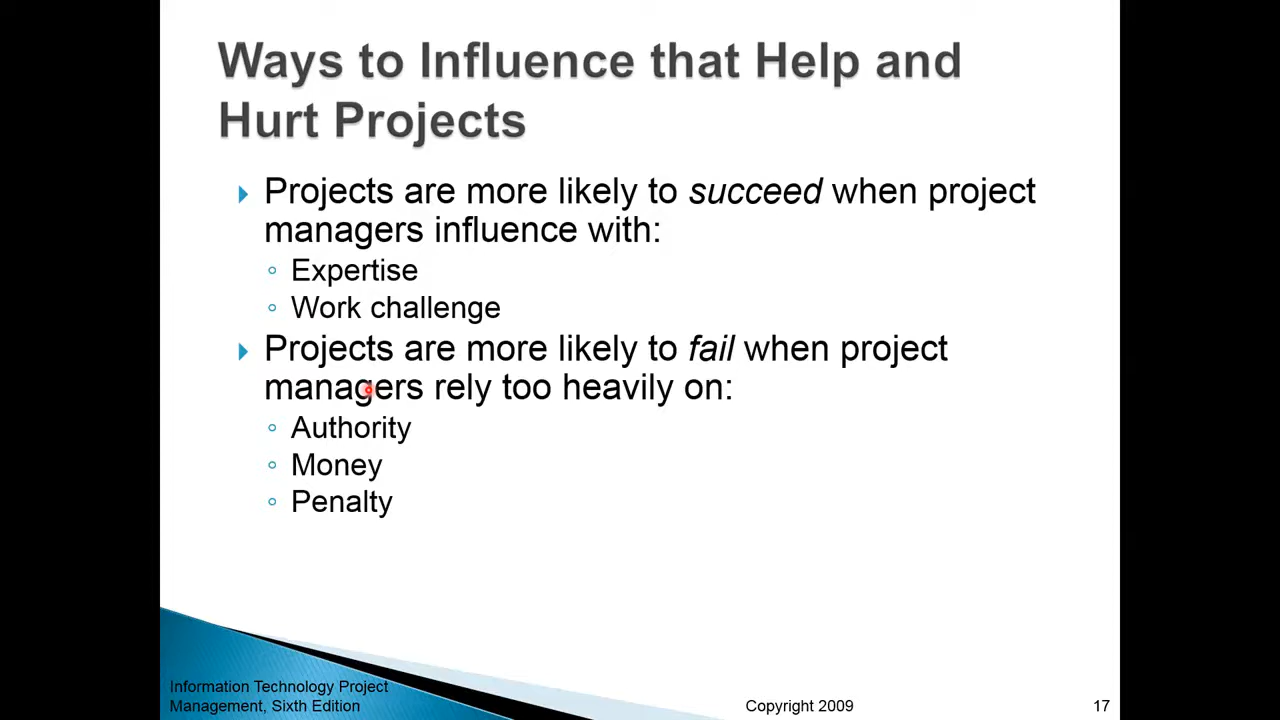 Ways to Influence that Help and
Hurt Projects
Projects are more likely to succeed when project
managers influence with:
Expertise
Work challenge
Projects are more likely to fail when project
managers rely too heavily on:
Authority
Money
Penalty
Information Technology Project
Management, Sixth Edition
Copyright 2009
17